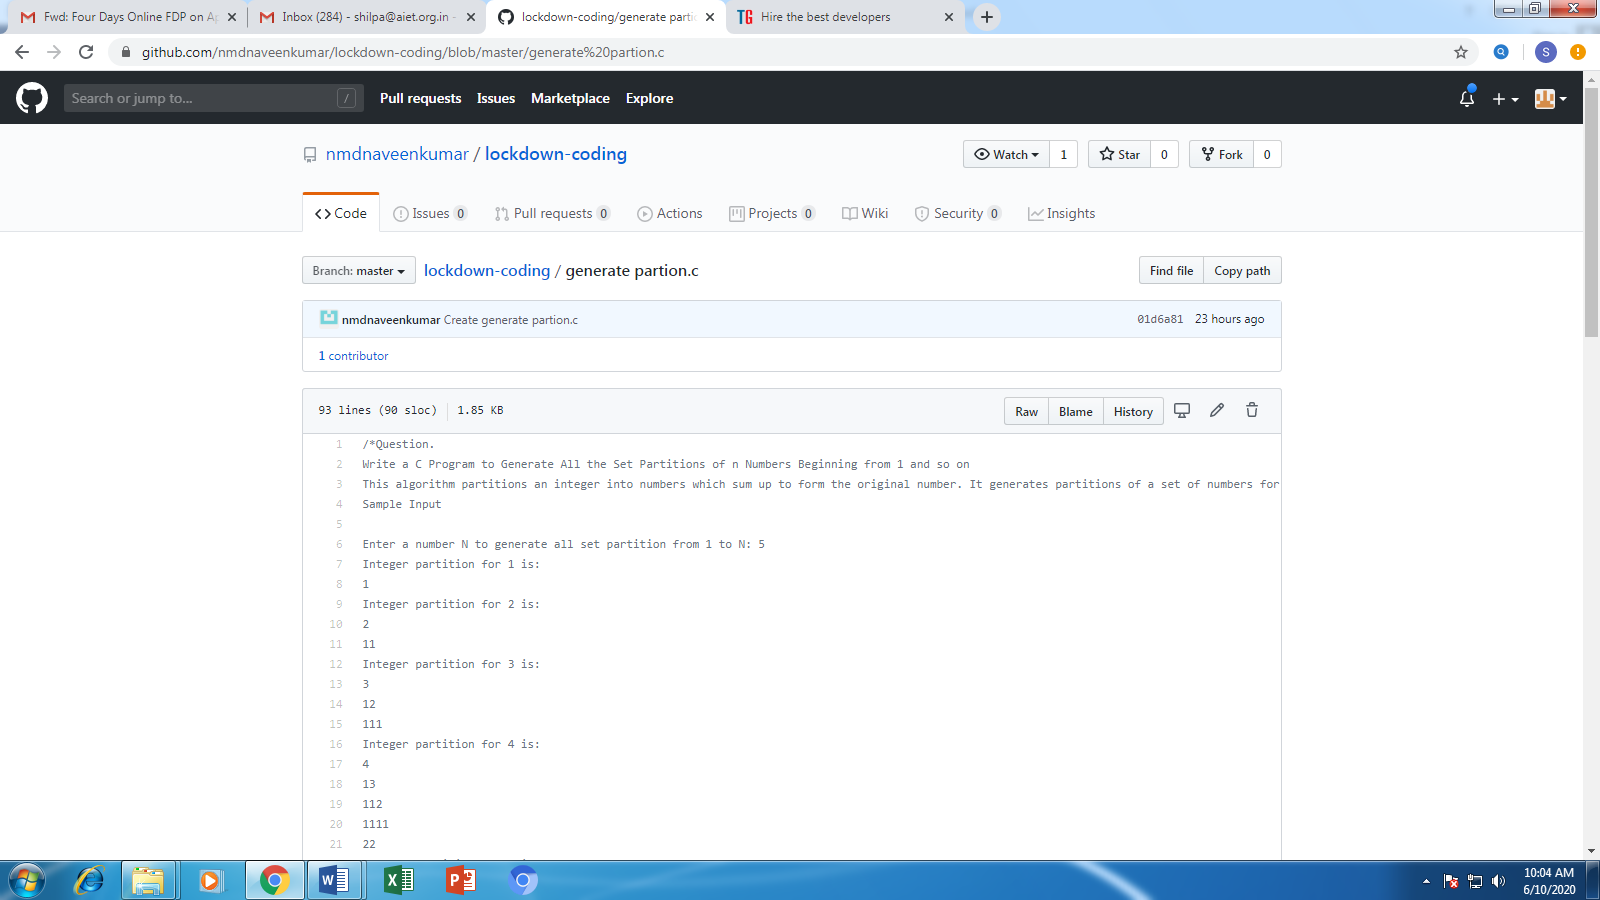 Fwd: Four Days Online FDP on Ap
Inbox (284) - shilpa@aiet.org.in -
lockdown-coding/generate parti
TG Hire the best developers
github.com/nmdnaveenkumar/lockdown-coding/blob/master/generate%20partion.c
S
Search or jump to... /
Pull requests Issues Marketplace Explore
nmdnaveenkumar / lockdown-coding
Watch 1 Star 0 Fork 0
Code Issues 0 Pull requests 0 Actions Projects 0 Wiki Security 0 Insights
Branch: master lockdown-coding / generate partion.c Find file Copy path
nmdnaveenkumar Create generate partion.c 01d6a81 23 hours ago
1 contributor
93 lines (90 sloc) 1.85 KB Raw Blame History
1 /*Question.
2 Write a C Program to Generate All the Set Partitions of n Numbers Beginning from 1 and so on
3 This algorithm partitions an integer into numbers which sum up to form the original number. It generates partitions of a set of numbers for
4 Sample Input
5
6 Enter a number N to generate all set partition from 1 to N: 5
7 Integer partition for 1 is:
8 1
9 Integer partition for 2 is:
10 2
11 11
12 Integer partition for 3 is:
13 3
14 12
15 111
16 Integer partition for 4 is:
17 4
18 13
19 112
20 1111
21 22
10:04 AM
6/10/2020